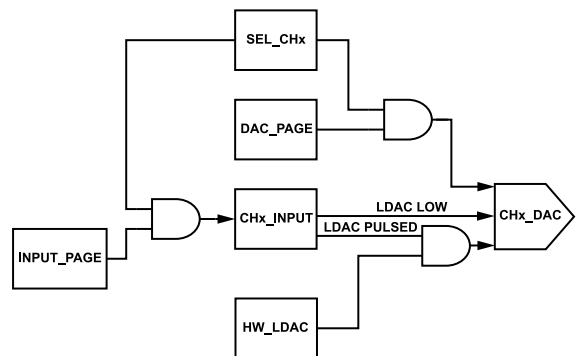 SEL_CHx
DAC_PAGE
LDAC LOW
CHx_INPUT
CHx_DAC
LDAC PULSED
INPUT_PAGE
HW_LDAC